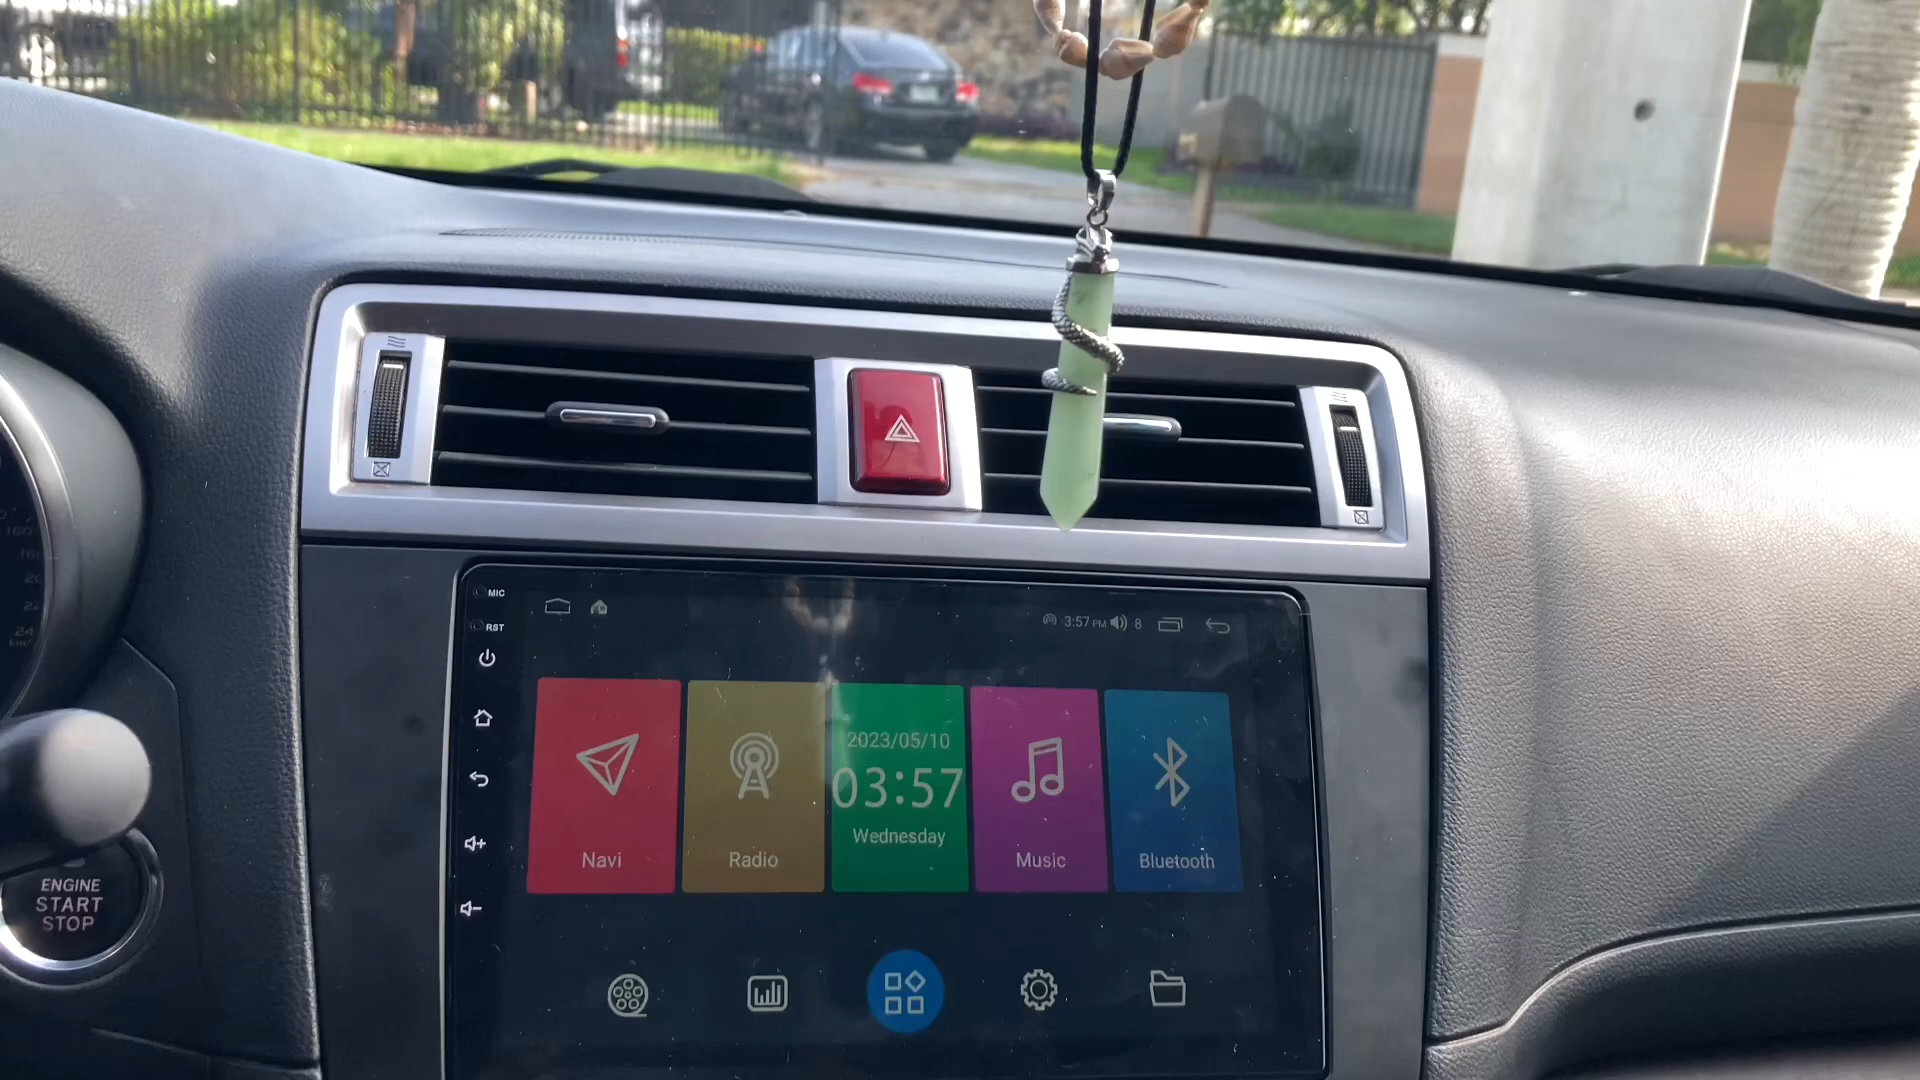 MIC
RST
3:57 PM 8
2023/05/10
03:57
Wednesday
Navi
Radio
Music
Bluetooth
ENGINE
START
STOP